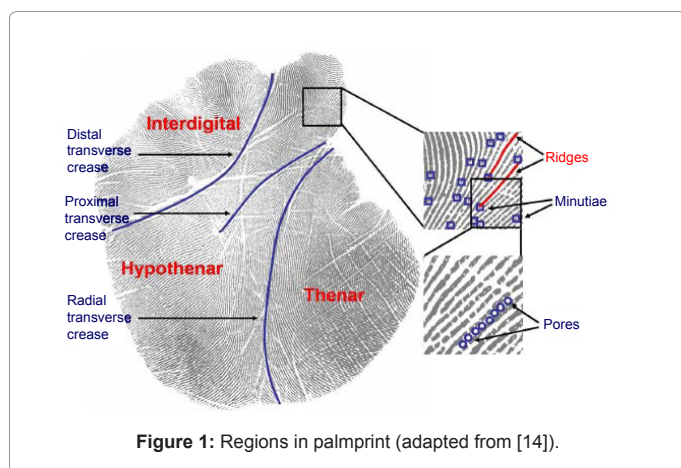 Interdigital
Distal
transverse
crease
Proximal
transverse
crease
Hypothenar
Thenar
Radial
transverse
crease
Ridges
Minutiae
Pores
Figure 1: Regions in palmprint (adapted from [14]).